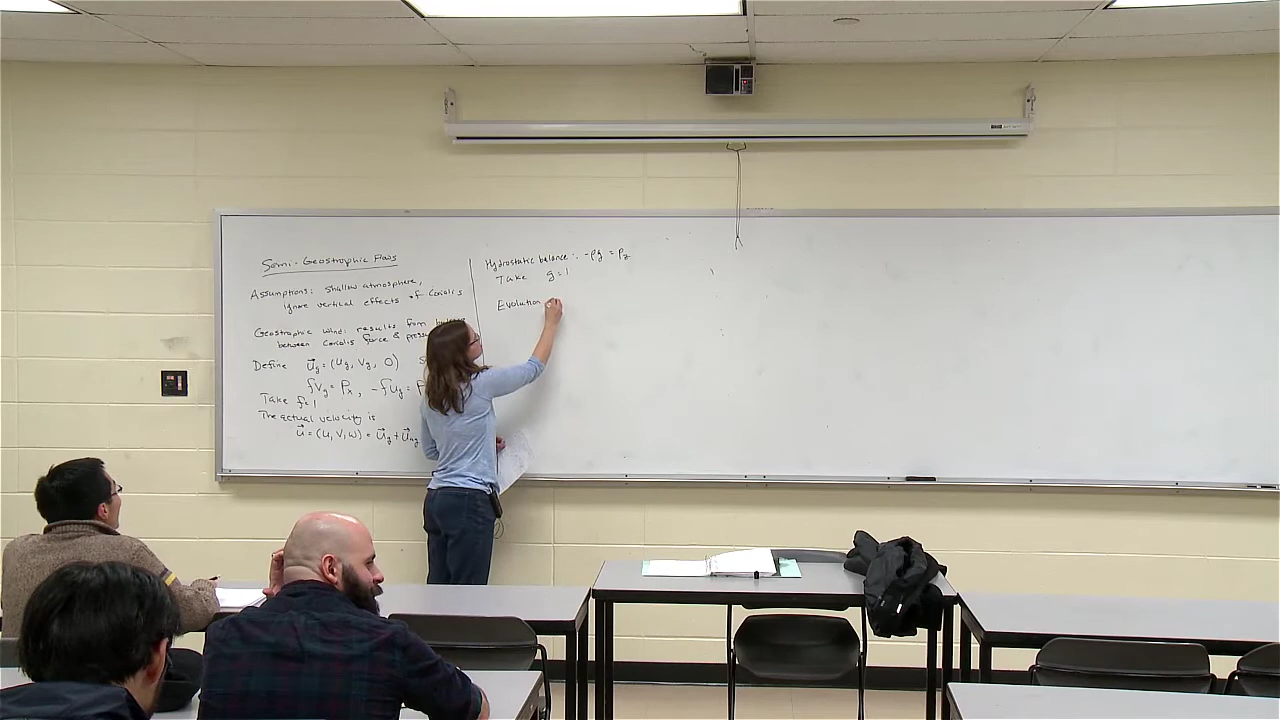 Semi-Geostrophic Flows
Assumptions: shallow atmosphere,
ignore vertical effects of Coriolis
Geostrophic wind: results from
between Coriolis force & pressu
Define u⃗g = (ug, vg, 0)
fvg = Px, -fug = P
Take f=1
The actual velocity is
u⃗ = (u, v, w) = u⃗g + u⃗ag
Hydrostatic balance: -ρg = Pz
Take g=1
Evolution